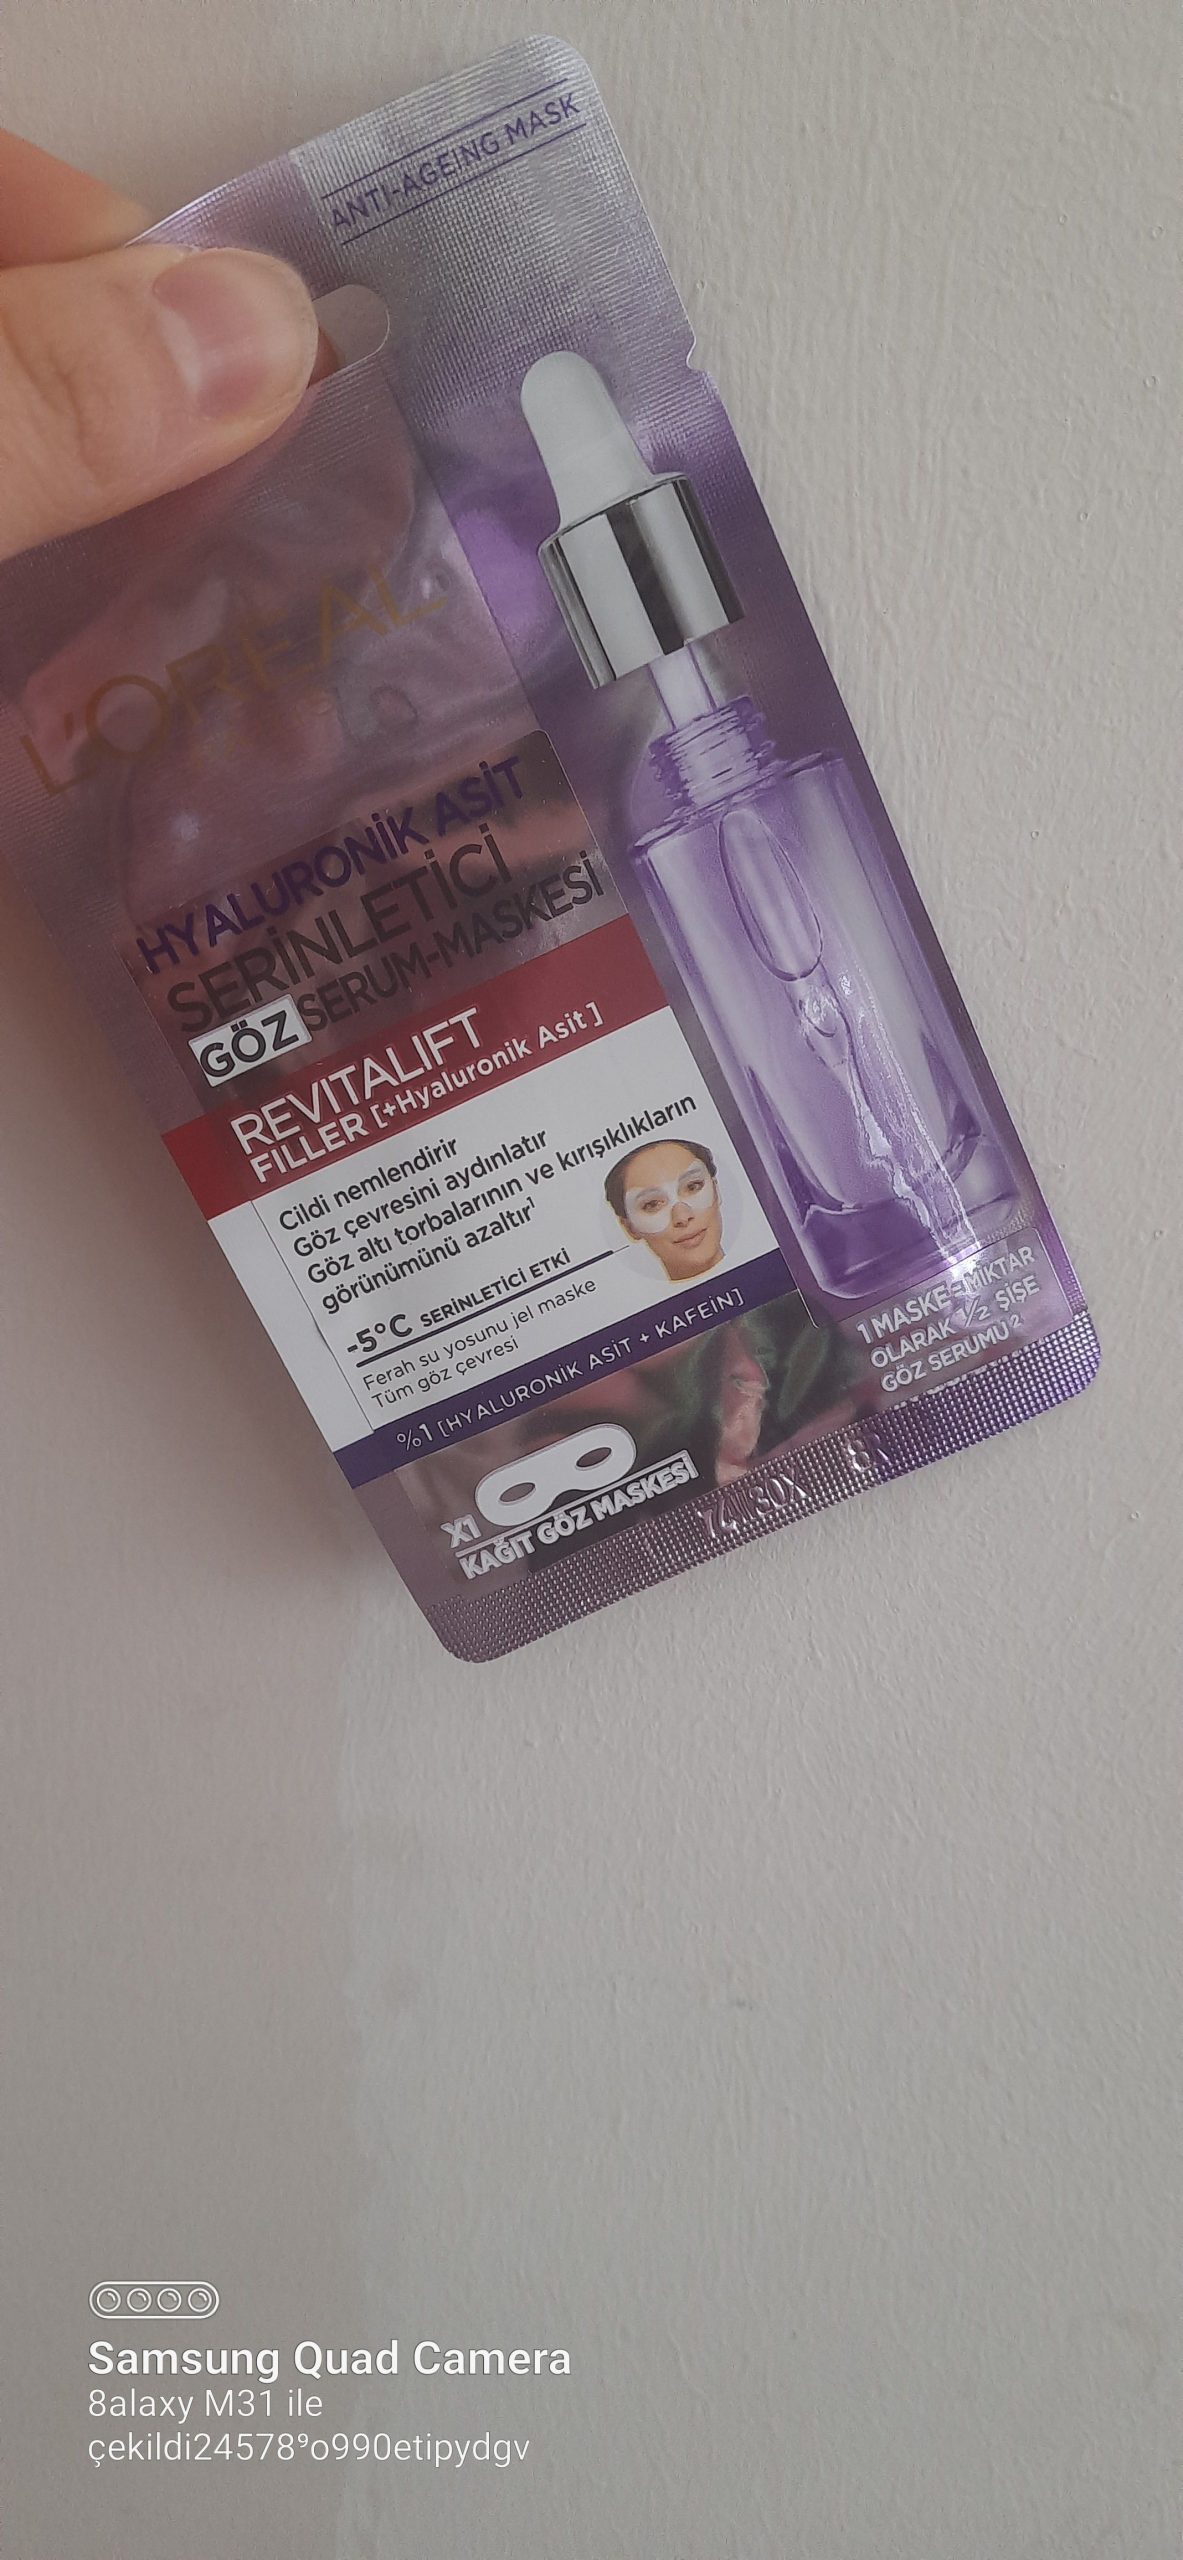 ANTI-AGEING MASK
L'ORÉAL
PARIS
HYALURONİK ASİT
SERİNLETİCİ
GÖZ SERUM-MASKESİ
REVITALIFT
FILLER [+Hyaluronik Asit]
Cildi nemlendirir
Göz çevresini aydınlatır
Göz altı torbalarının ve kırışıklıkların
görünümünü azaltır¹
-5°C SERİNLETİCİ ETKİ
Ferah su yosunu jel maske
Tüm göz çevresi
%1 [HYALURONİK ASİT + KAFEİN]
X1
KAĞIT GÖZ MASKESİ
1 MASKE = MİKTAR
OLARAK ½ ŞİŞE
GÖZ SERUMU²
Samsung Quad Camera
8alaxy M31 ile
çekildi24578⁹o990etipydgv